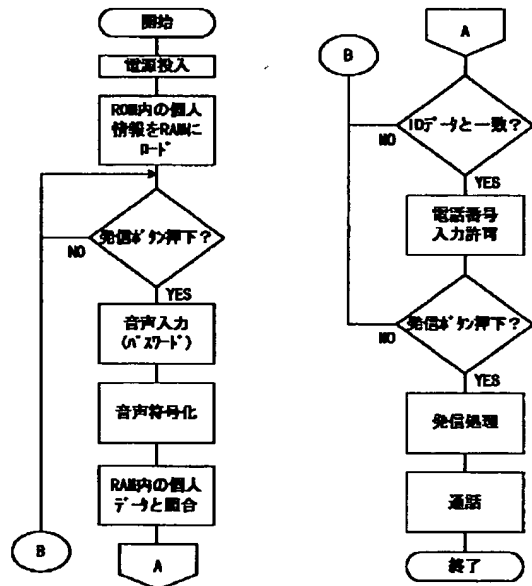 開始
電源投入
ROM内の個人
情報をRAMに
ロード
発信ボタン押下?
NO
YES
音声入力
(パスワード)
音声符号化
RAM内の個人
データと照合
B
A
A
B
IDデータと一致?
NO
YES
電話番号
入力許可
発信ボタン押下?
NO
YES
発信処理
通話
終了